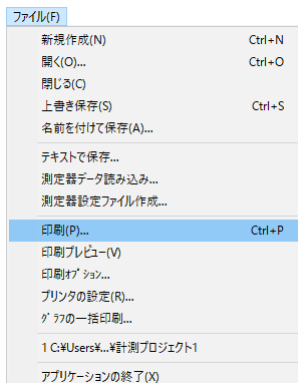 ファイル(F)
新規作成(N) Ctrl+N
開く(O)... Ctrl+O
閉じる(C)
上書き保存(S) Ctrl+S
名前を付けて保存(A)...
テキストで保存...
測定器データ読み込み...
測定器設定ファイル作成...
印刷(P)... Ctrl+P
印刷プレビュー(V)
印刷ｵﾌﾟｼｮﾝ...
プリンタの設定(R)...
ｸﾞﾗﾌの一括印刷...
1 C:¥Users¥...¥計測プロジェクト1
アプリケーションの終了(X)